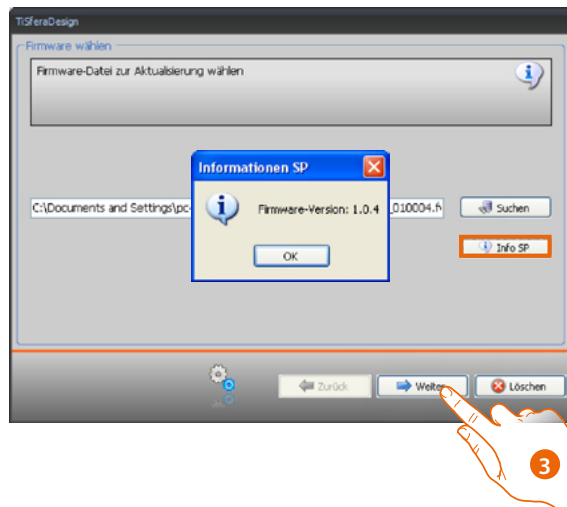 TiSferaDesign
Firmware wählen
Firmware-Datei zur Aktualisierung wählen
Informationen SP
Firmware-Version: 1.0.4
OK
C:\Documents and Settings\pc- _010004.f
Suchen
Info SP
Zurück
Weiter
Löschen
3